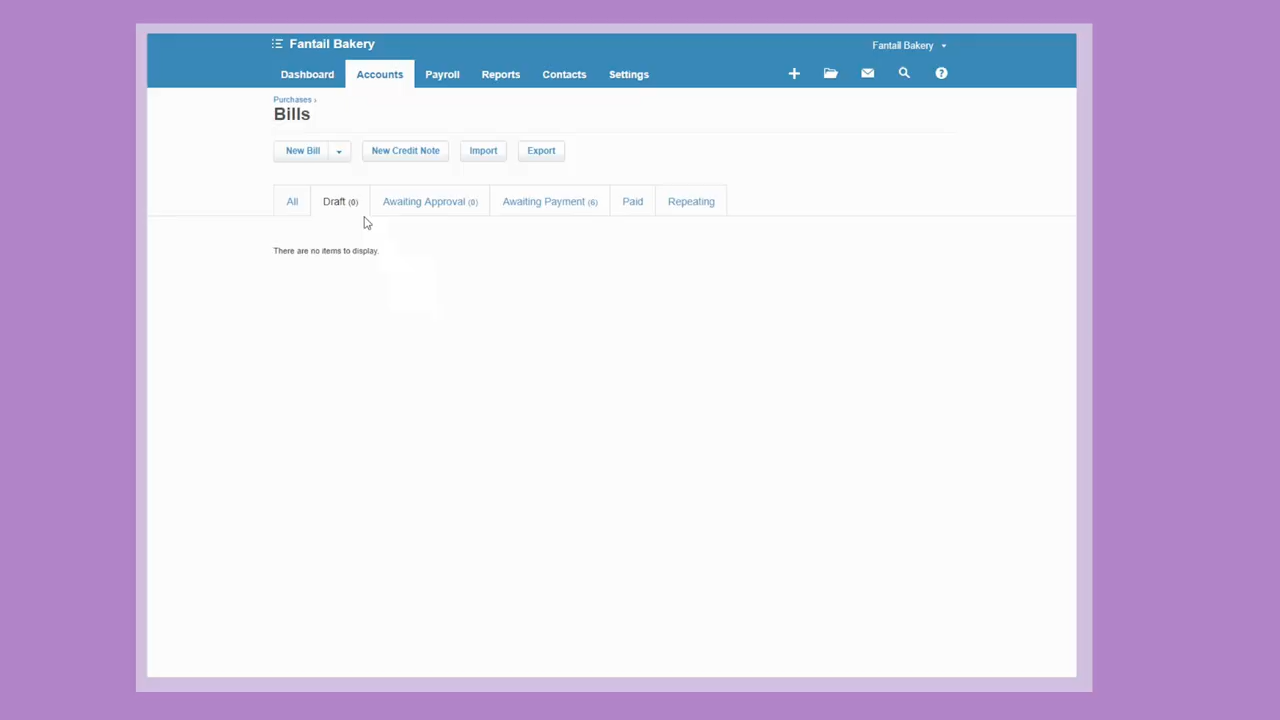 Fantail Bakery
Fantail Bakery
Dashboard Accounts Payroll Reports Contacts Settings
Purchases ›
Bills
New Bill New Credit Note Import Export
All Draft (0) Awaiting Approval (0) Awaiting Payment (6) Paid Repeating
There are no items to display.